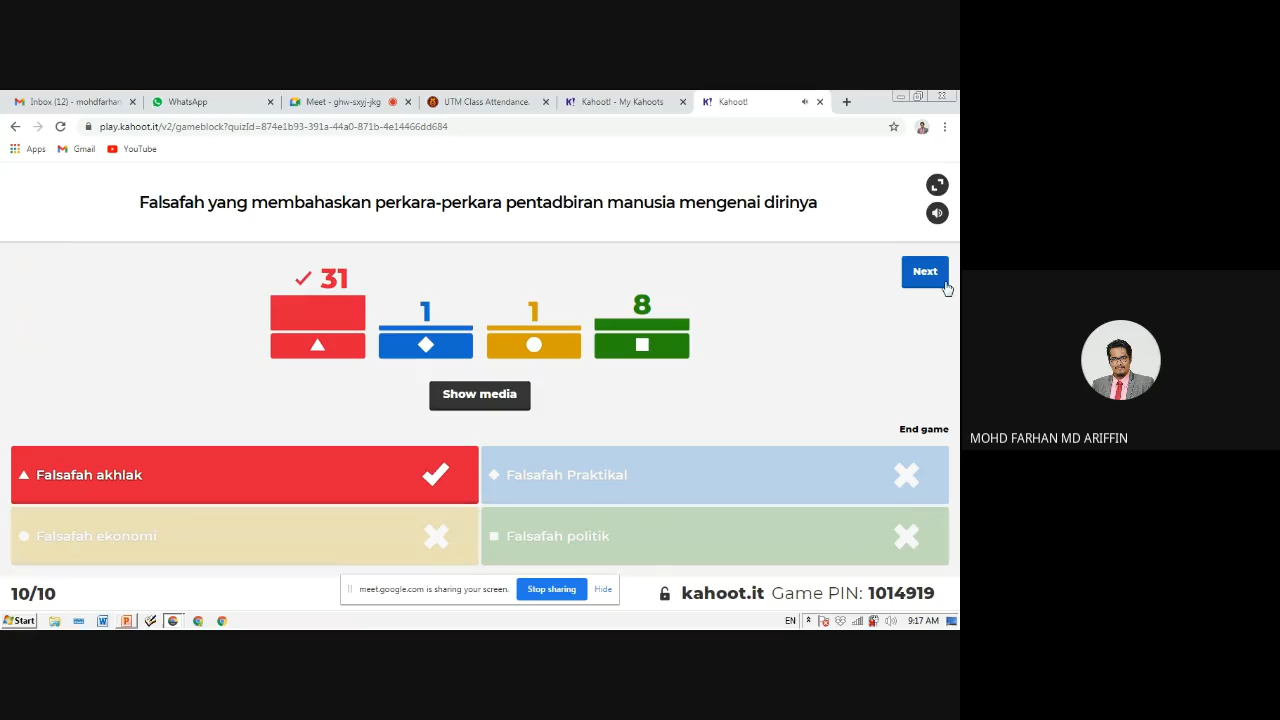 Inbox (12) - mohdfarhan
WhatsApp
Meet - ghw-sxyj-jkg
UTM Class Attendance.
Kahoot! - My Kahoots
Kahoot!
play.kahoot.it/v2/gameblock?quizId=874e1b93-391a-44a0-871b-4e14466dd684
Apps
Gmail
YouTube
Falsafah yang membahaskan perkara-perkara pentadbiran manusia mengenai dirinya
Next
31
1
1
8
Show media
End game
Falsafah akhlak
Falsafah Praktikal
Falsafah ekonomi
Falsafah politik
MOHD FARHAN MD ARIFFIN
10/10
meet.google.com is sharing your screen.
Stop sharing
Hide
kahoot.it Game PIN: 1014919
Start
EN
9:17 AM